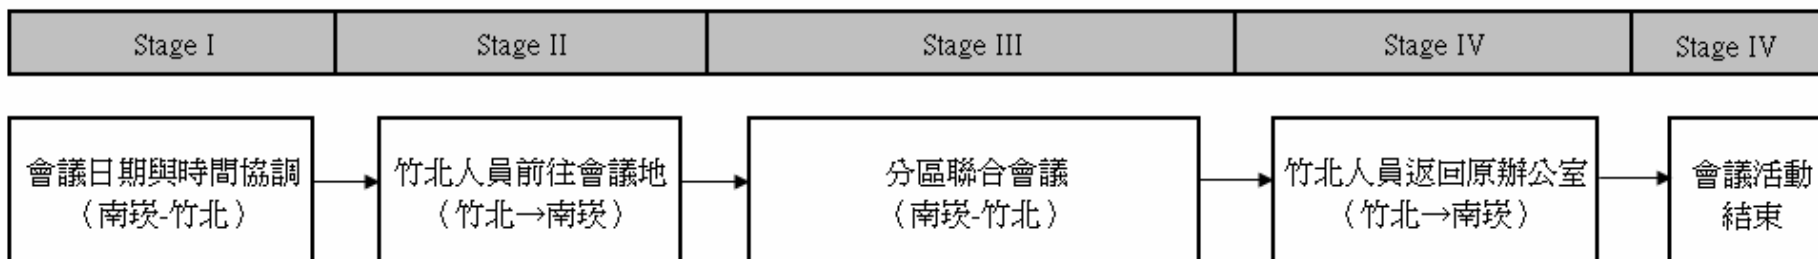 Stage I
Stage II
Stage III
Stage IV
Stage IV
會議日期與時間協調
（南崁-竹北）
竹北人員前往會議地
（竹北→南崁）
分區聯合會議
（南崁-竹北）
竹北人員返回原辦公室
（竹北→南崁）
會議活動
結束